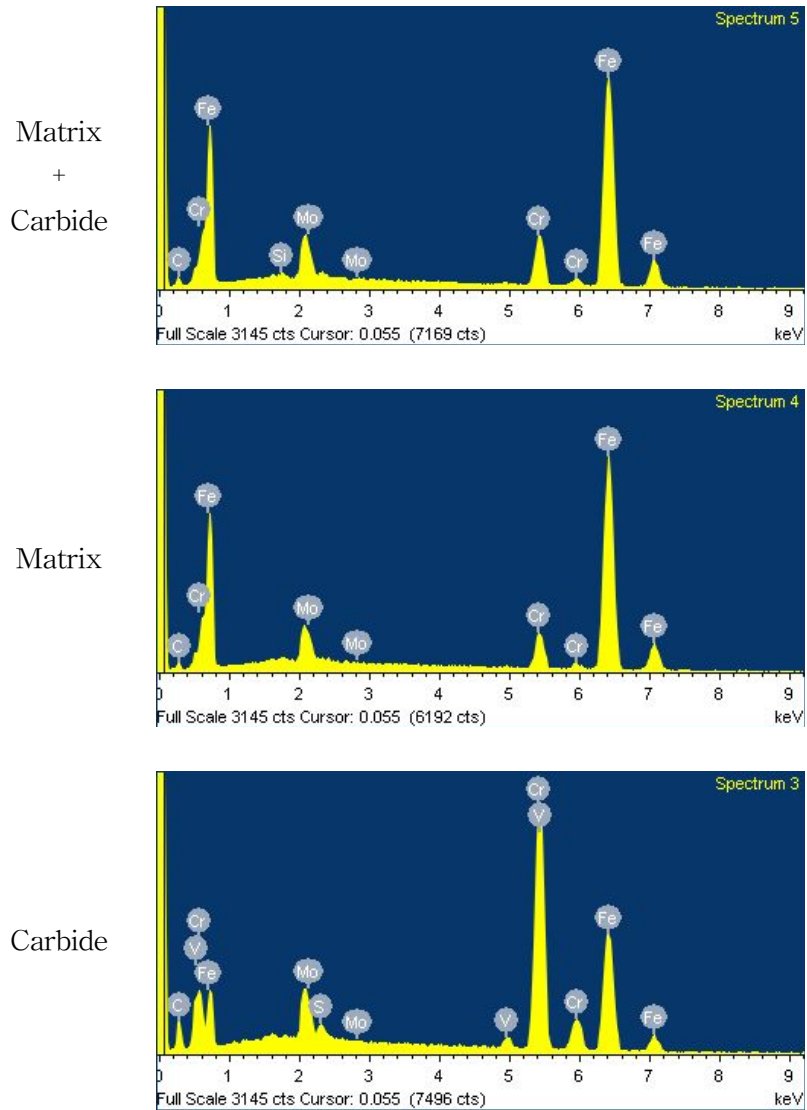 Matrix
+
Carbide
Spectrum 5
Fe
Fe
Cr
Mo
Cr
C
Si
Mo
Cr
Fe
0 1 2 3 4 5 6 7 8 9
Full Scale 3145 cts Cursor: 0.055 (7169 cts) keV
Matrix
Spectrum 4
Fe
Fe
Cr
Mo
Cr
C
Mo
Cr
Fe
0 1 2 3 4 5 6 7 8 9
Full Scale 3145 cts Cursor: 0.055 (6192 cts) keV
Carbide
Spectrum 3
Cr
V
Cr
Fe
V
Fe
Mo
C
S
Cr
Mo
V
Fe
0 1 2 3 4 5 6 7 8 9
Full Scale 3145 cts Cursor: 0.055 (7496 cts) keV